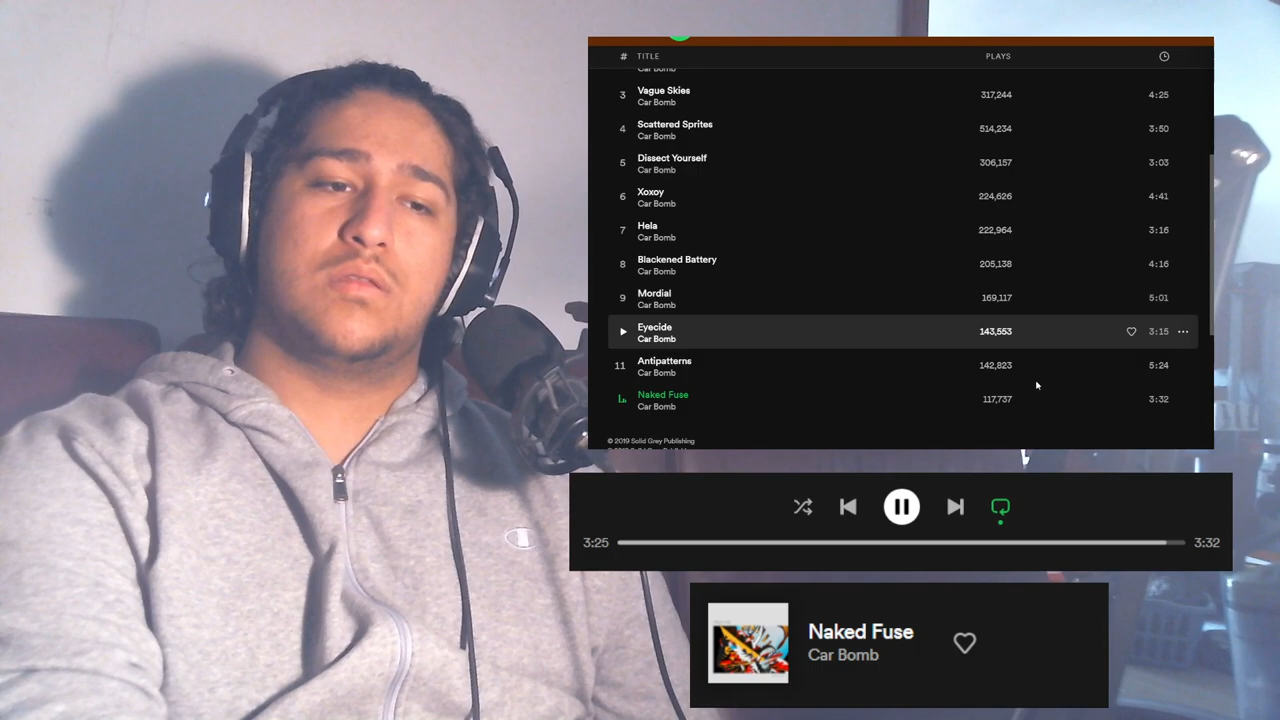 # TITLE PLAYS
Car Bomb
3 Vague Skies 317,244 4:25
Car Bomb
4 Scattered Sprites 514,234 3:50
Car Bomb
5 Dissect Yourself 306,157 3:03
Car Bomb
6 Xoxoy 224,626 4:41
Car Bomb
7 Hela 222,964 3:16
Car Bomb
8 Blackened Battery 205,138 4:16
Car Bomb
9 Mordial 169,117 5:01
Car Bomb
Eyecide 143,553 3:15
Car Bomb
11 Antipatterns 142,823 5:24
Car Bomb
Naked Fuse 117,737 3:32
Car Bomb
© 2019 Solid Grey Publishing
3:25 3:32
Naked Fuse
Car Bomb